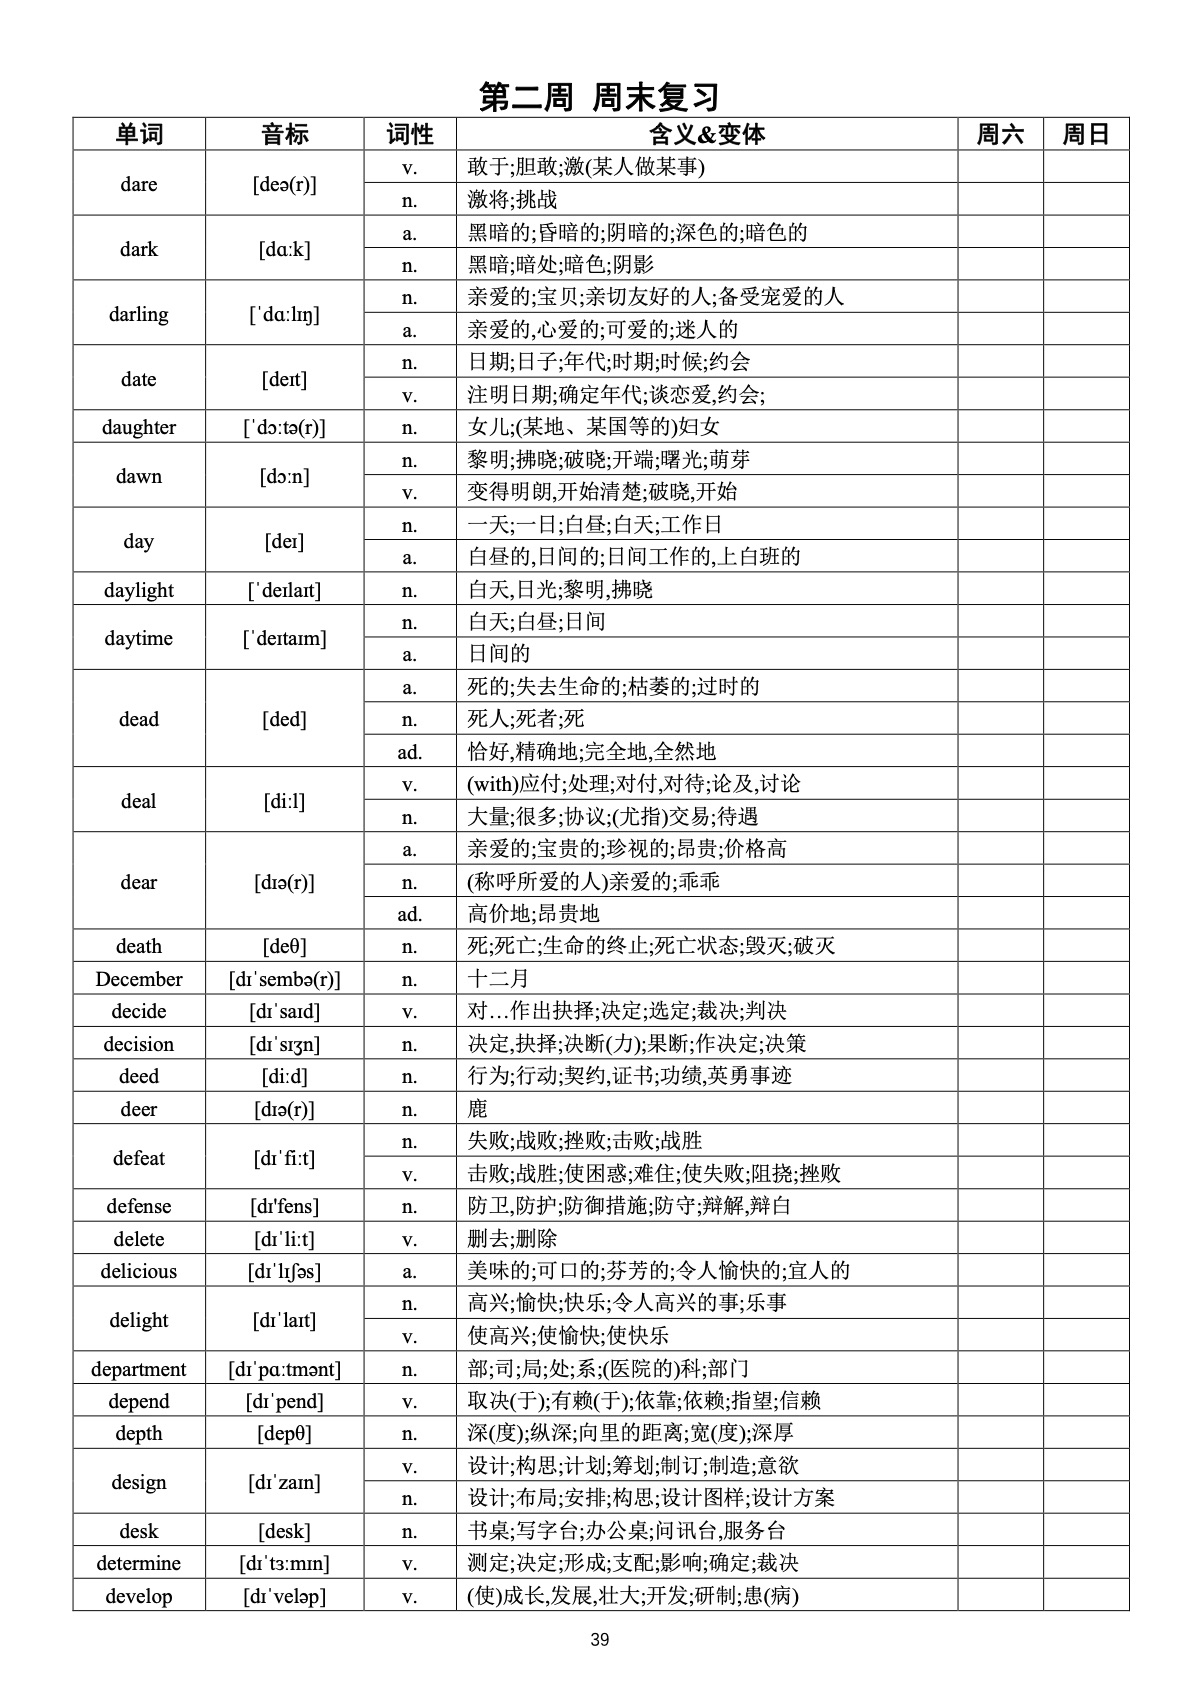 第二周 周末复习
单词 音标 词性 含义&变体 周六 周日
dare [deə(r)] v. 敢于;胆敢;激(某人做某事)
n. 激将;挑战
dark [dɑːk] a. 黑暗的;昏暗的;阴暗的;深色的;暗色的
n. 黑暗;暗处;暗色;阴影
darling [ˈdɑːlɪŋ] n. 亲爱的;宝贝;亲切友好的人;备受宠爱的人
a. 亲爱的,心爱的;可爱的;迷人的
date [deɪt] n. 日期;日子;年代;时期;时候;约会
v. 注明日期;确定年代;谈恋爱,约会;
daughter [ˈdɔːtə(r)] n. 女儿;(某地、某国等的)妇女
dawn [dɔːn] n. 黎明;拂晓;破晓;开端;曙光;萌芽
v. 变得明朗,开始清楚;破晓,开始
day [deɪ] n. 一天;一日;白昼;白天;工作日
a. 白昼的,日间的;日间工作的,上白班的
daylight [ˈdeɪlaɪt] n. 白天,日光;黎明,拂晓
daytime [ˈdeɪtaɪm] n. 白天;白昼;日间
a. 日间的
dead [ded] a. 死的;失去生命的;枯萎的;过时的
n. 死人;死者;死
ad. 恰好,精确地;完全地,全然地
deal [diːl] v. (with)应付;处理;对付,对待;论及,讨论
n. 大量;很多;协议;(尤指)交易;待遇
dear [dɪə(r)] a. 亲爱的;宝贵的;珍视的;昂贵;价格高
n. (称呼所爱的人)亲爱的;乖乖
ad. 高价地;昂贵地
death [deθ] n. 死;死亡;生命的终止;死亡状态;毁灭;破灭
December [dɪˈsembə(r)] n. 十二月
decide [dɪˈsaɪd] v. 对…作出抉择;决定;选定;裁决;判决
decision [dɪˈsɪʒn] n. 决定,抉择;决断(力);果断;作决定;决策
deed [diːd] n. 行为;行动;契约,证书;功绩,英勇事迹
deer [dɪə(r)] n. 鹿
defeat [dɪˈfiːt] n. 失败;战败;挫败;击败;战胜
v. 击败;战胜;使困惑;难住;使失败;阻挠;挫败
defense [dɪ'fens] n. 防卫,防护;防御措施;防守;辩解,辩白
delete [dɪˈliːt] v. 删去;删除
delicious [dɪˈlɪʃəs] a. 美味的;可口的;芬芳的;令人愉快的;宜人的
delight [dɪˈlaɪt] n. 高兴;愉快;快乐;令人高兴的事;乐事
v. 使高兴;使愉快;使快乐
department [dɪˈpɑːtmənt] n. 部;司;局;处;系;(医院的)科;部门
depend [dɪˈpend] v. 取决(于);有赖(于);依靠;依赖;指望;信赖
depth [depθ] n. 深(度);纵深;向里的距离;宽(度);深厚
design [dɪˈzaɪn] v. 设计;构思;计划;筹划;制订;制造;意欲
n. 设计;布局;安排;构思;设计图样;设计方案
desk [desk] n. 书桌;写字台;办公桌;问讯台,服务台
determine [dɪˈtɜːmɪn] v. 测定;决定;形成;支配;影响;确定;裁决
develop [dɪˈveləp] v. (使)成长,发展,壮大;开发;研制;患(病)
39